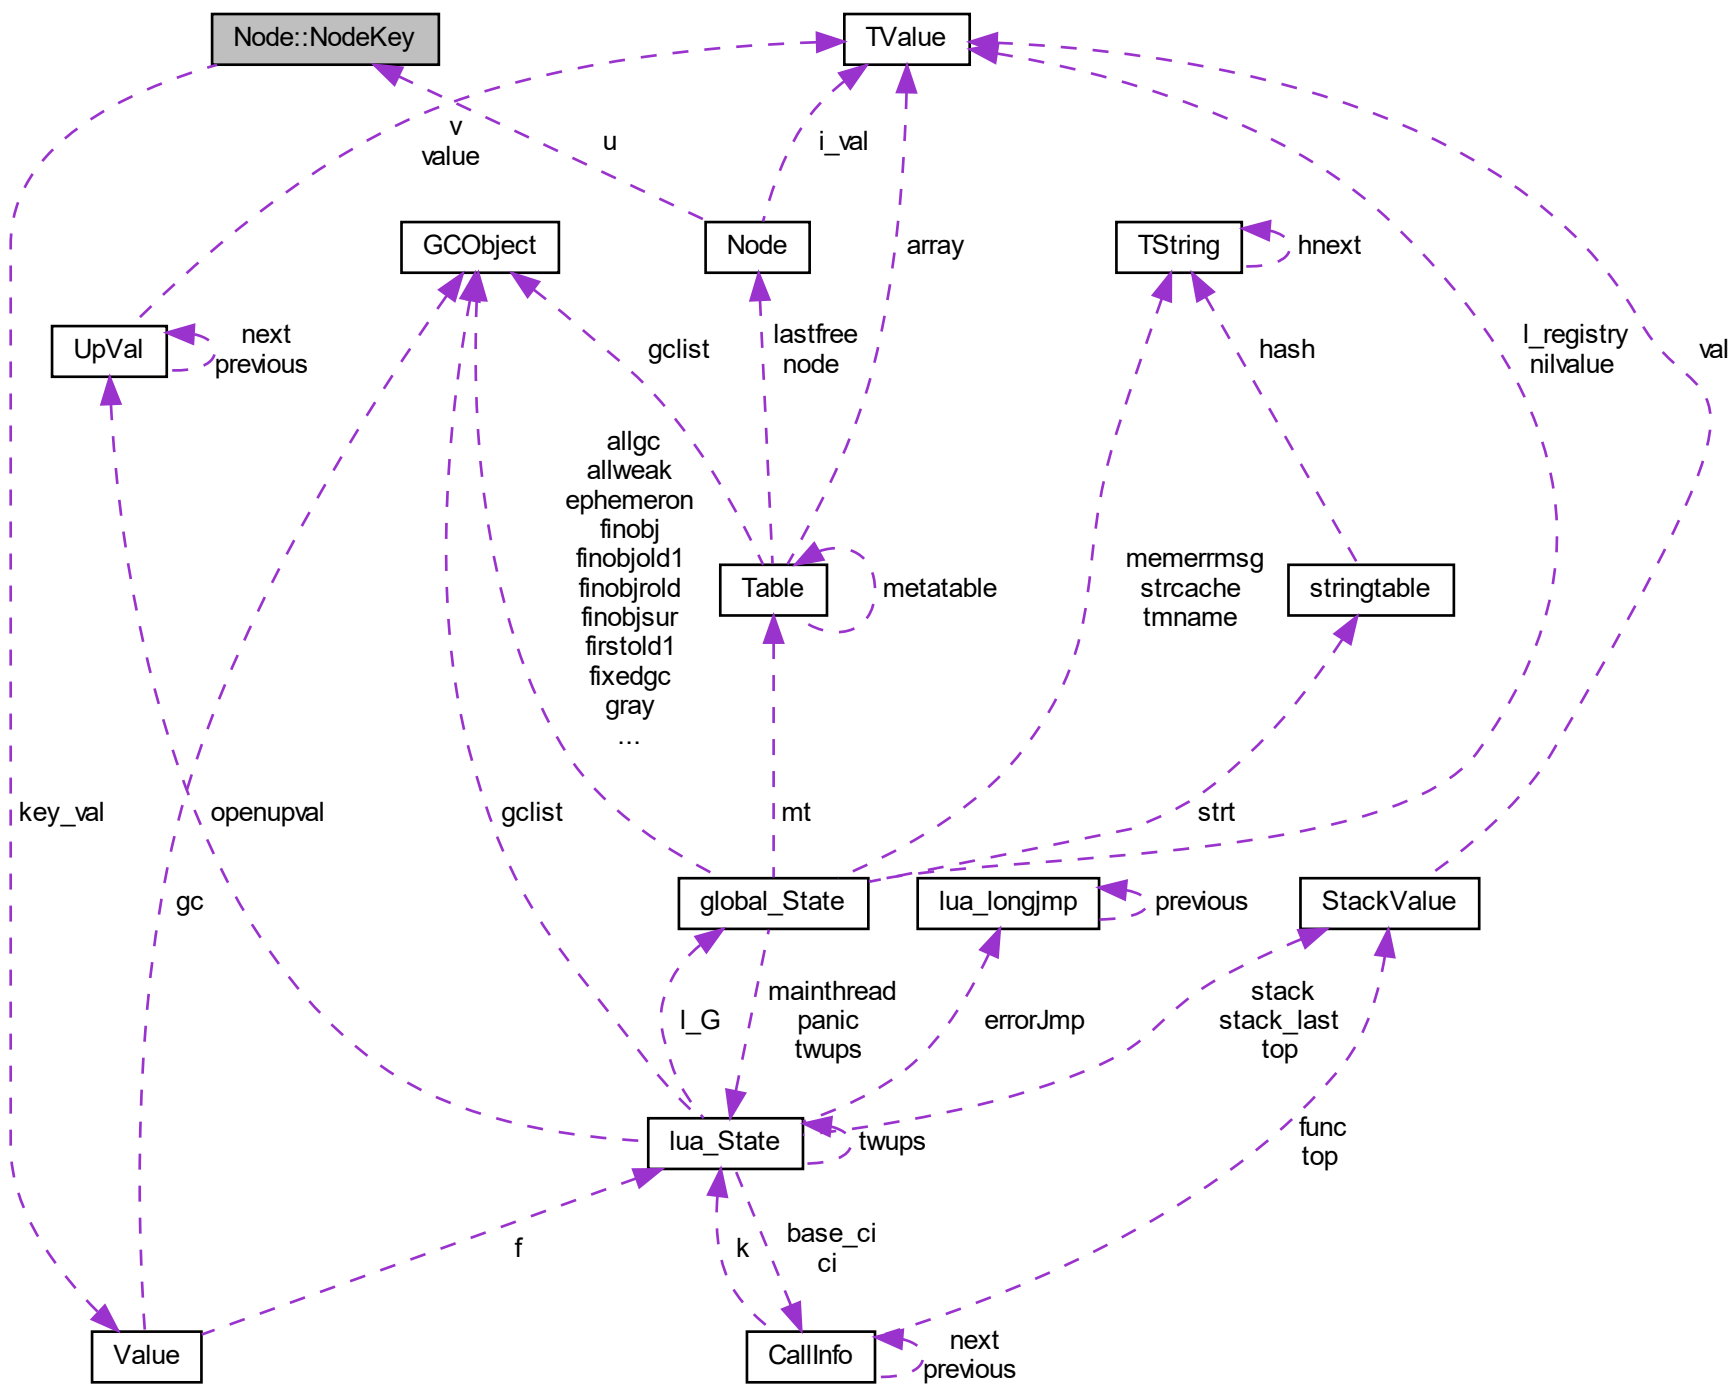 Node::NodeKey
TValue
v
value
u
i_val
GCObject
Node
array
TString
hnext
UpVal
next
previous
gclist
lastfree
node
hash
l_registry
nilvalue
val
allgc
allweak
ephemeron
finobj
finobjold1
finobjrold
finobjsur
firstold1
fixedgc
gray
...
Table
metatable
memerrmsg
strcache
tmname
stringtable
key_val
openupval
gclist
mt
strt
gc
global_State
lua_longjmp
previous
StackValue
l_G
mainthread
panic
twups
errorJmp
stack
stack_last
top
lua_State
twups
func
top
f
k
base_ci
ci
Value
CallInfo
next
previous